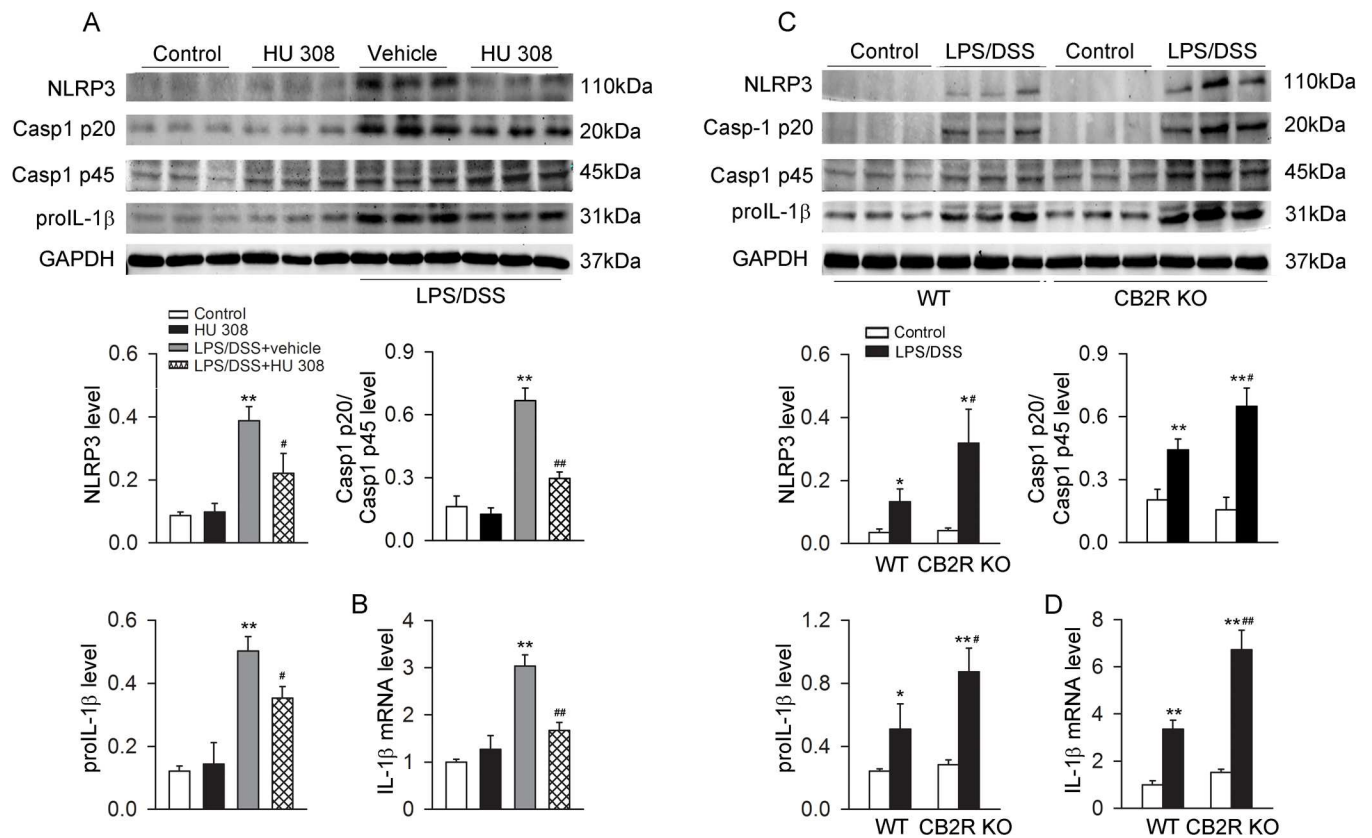 A
Control HU 308 Vehicle HU 308
NLRP3 110kDa
Casp1 p20 20kDa
Casp1 p45 45kDa
proIL-1β 31kDa
GAPDH 37kDa
LPS/DSS
Control
HU 308
LPS/DSS+vehicle
LPS/DSS+HU 308
NLRP3 level
0.6
0.4
0.2
0.0
**
#
Casp1 p20/
Casp1 p45 level
0.9
0.6
0.3
0.0
**
##
proIL-1β level
0.6
0.4
0.2
0.0
**
#
B
IL-1β mRNA level
4
3
2
1
0
**
##
C
Control LPS/DSS Control LPS/DSS
NLRP3 110kDa
Casp-1 p20 20kDa
Casp1 p45 45kDa
proIL-1β 31kDa
GAPDH 37kDa
WT CB2R KO
Control
LPS/DSS
NLRP3 level
0.6
0.4
0.2
0.0
*
*#
WT CB2R KO
Casp1 p20/
Casp1 p45 level
0.9
0.6
0.3
0.0
**
**#
WT CB2R KO
proIL-1β level
1.2
0.8
0.4
0.0
*
**#
WT CB2R KO
D
IL-1β mRNA level
8
6
4
2
0
**
**##
WT CB2R KO